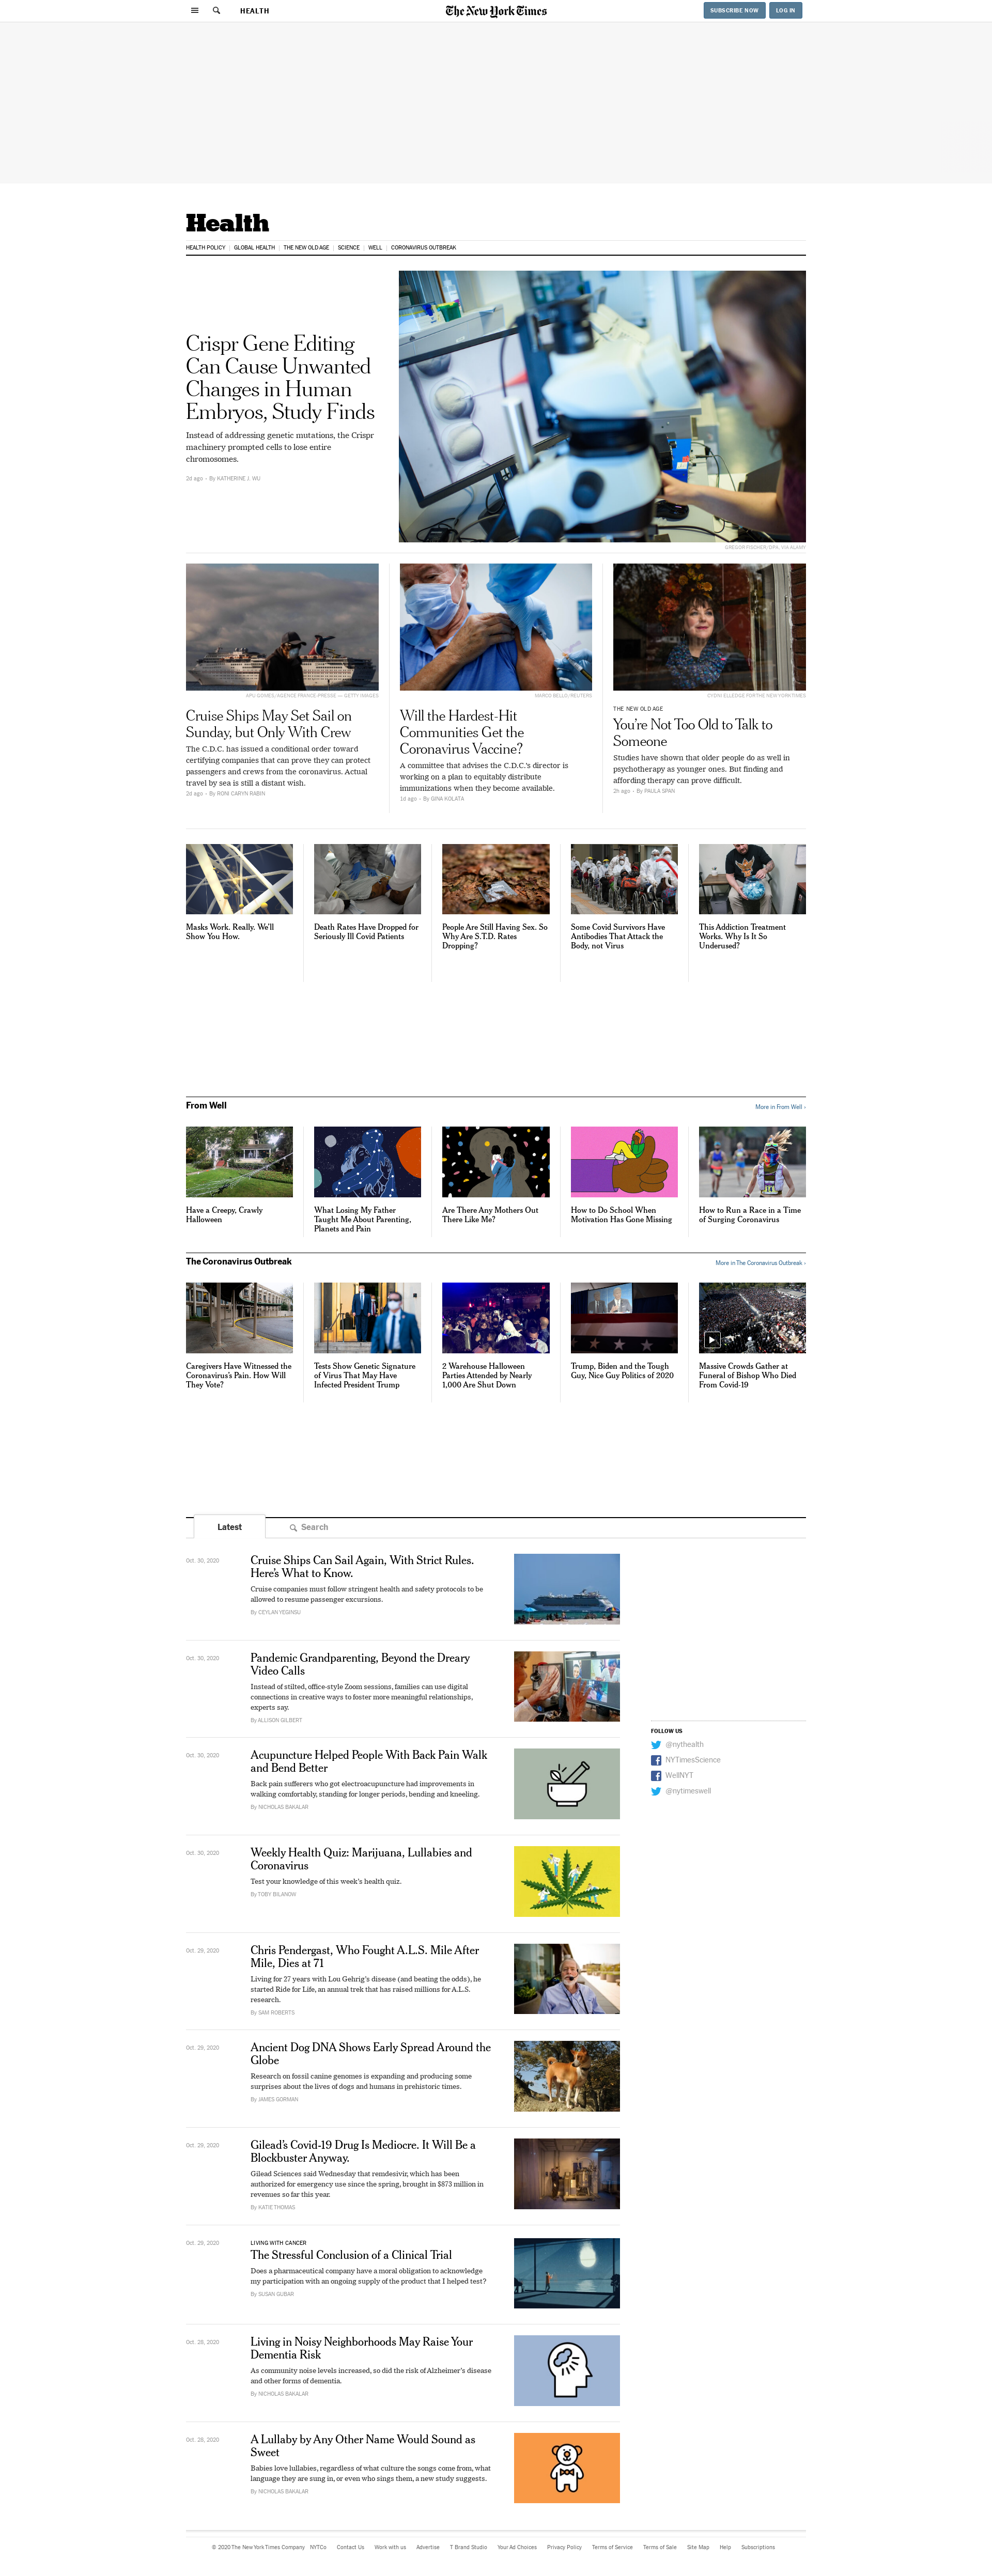 HEALTH
The New York Times
SUBSCRIBE NOW
LOG IN
Health
HEALTH POLICY
GLOBAL HEALTH
THE NEW OLD AGE
SCIENCE
WELL
CORONAVIRUS OUTBREAK
Crispr Gene Editing
Can Cause Unwanted
Changes in Human
Embryos, Study Finds
Instead of addressing genetic mutations, the Crispr
machinery prompted cells to lose entire
chromosomes.
2d ago - By KATHERINE J. WU
GREGOR FISCHER/DPA, VIA ALAMY
APU GOMES/AGENCE FRANCE-PRESSE — GETTY IMAGES
Cruise Ships May Set Sail on
Sunday, but Only With Crew
The C.D.C. has issued a conditional order toward
certifying companies that can prove they can protect
passengers and crews from the coronavirus. Actual
travel by sea is still a distant wish.
2d ago - By RONI CARYN RABIN
MARCO BELLO/REUTERS
Will the Hardest-Hit
Communities Get the
Coronavirus Vaccine?
A committee that advises the C.D.C.'s director is
working on a plan to equitably distribute
immunizations when they become available.
1d ago - By GINA KOLATA
CYDNI ELLEDGE FOR THE NEW YORK TIMES
THE NEW OLD AGE
You're Not Too Old to Talk to
Someone
Studies have shown that older people do as well in
psychotherapy as younger ones. But finding and
affording therapy can prove difficult.
2h ago - By PAULA SPAN
Masks Work. Really. We'll
Show You How.
Death Rates Have Dropped for
Seriously Ill Covid Patients
People Are Still Having Sex. So
Why Are S.T.D. Rates
Dropping?
Some Covid Survivors Have
Antibodies That Attack the
Body, not Virus
This Addiction Treatment
Works. Why Is It So
Underused?
From Well
More in From Well ›
Have a Creepy, Crawly
Halloween
What Losing My Father
Taught Me About Parenting,
Planets and Pain
Are There Any Mothers Out
There Like Me?
How to Do School When
Motivation Has Gone Missing
How to Run a Race in a Time
of Surging Coronavirus
The Coronavirus Outbreak
More in The Coronavirus Outbreak ›
Caregivers Have Witnessed the
Coronavirus's Pain. How Will
They Vote?
Tests Show Genetic Signature
of Virus That May Have
Infected President Trump
2 Warehouse Halloween
Parties Attended by Nearly
1,000 Are Shut Down
Trump, Biden and the Tough
Guy, Nice Guy Politics of 2020
Massive Crowds Gather at
Funeral of Bishop Who Died
From Covid-19
Latest
Search
Oct. 30, 2020
Cruise Ships Can Sail Again, With Strict Rules.
Here's What to Know.
Cruise companies must follow stringent health and safety protocols to be
allowed to resume passenger excursions.
By CEYLAN YEGINSU
Oct. 30, 2020
Pandemic Grandparenting, Beyond the Dreary
Video Calls
Instead of stilted, office-style Zoom sessions, families can use digital
connections in creative ways to foster more meaningful relationships,
experts say.
By ALLISON GILBERT
Oct. 30, 2020
Acupuncture Helped People With Back Pain Walk
and Bend Better
Back pain sufferers who got electroacupuncture had improvements in
walking comfortably, standing for longer periods, bending and kneeling.
By NICHOLAS BAKALAR
Oct. 30, 2020
Weekly Health Quiz: Marijuana, Lullabies and
Coronavirus
Test your knowledge of this week's health quiz.
By TOBY BILANOW
Oct. 29, 2020
Chris Pendergast, Who Fought A.L.S. Mile After
Mile, Dies at 71
Living for 27 years with Lou Gehrig's disease (and beating the odds), he
started Ride for Life, an annual trek that has raised millions for A.L.S.
research.
By SAM ROBERTS
Oct. 29, 2020
Ancient Dog DNA Shows Early Spread Around the
Globe
Research on fossil canine genomes is expanding and producing some
surprises about the lives of dogs and humans in prehistoric times.
By JAMES GORMAN
Oct. 29, 2020
Gilead's Covid-19 Drug Is Mediocre. It Will Be a
Blockbuster Anyway.
Gilead Sciences said Wednesday that remdesivir, which has been
authorized for emergency use since the spring, brought in $873 million in
revenues so far this year.
By KATIE THOMAS
Oct. 29, 2020
LIVING WITH CANCER
The Stressful Conclusion of a Clinical Trial
Does a pharmaceutical company have a moral obligation to acknowledge
my participation with an ongoing supply of the product that I helped test?
By SUSAN GUBAR
Oct. 28, 2020
Living in Noisy Neighborhoods May Raise Your
Dementia Risk
As community noise levels increased, so did the risk of Alzheimer's disease
and other forms of dementia.
By NICHOLAS BAKALAR
Oct. 28, 2020
A Lullaby by Any Other Name Would Sound as
Sweet
Babies love lullabies, regardless of what culture the songs come from, what
language they are sung in, or even who sings them, a new study suggests.
By NICHOLAS BAKALAR
FOLLOW US
@nythealth
NYTimesScience
WellNYT
@nytimeswell
© 2020 The New York Times Company
NYTCo
Contact Us
Work with us
Advertise
T Brand Studio
Your Ad Choices
Privacy Policy
Terms of Service
Terms of Sale
Site Map
Help
Subscriptions